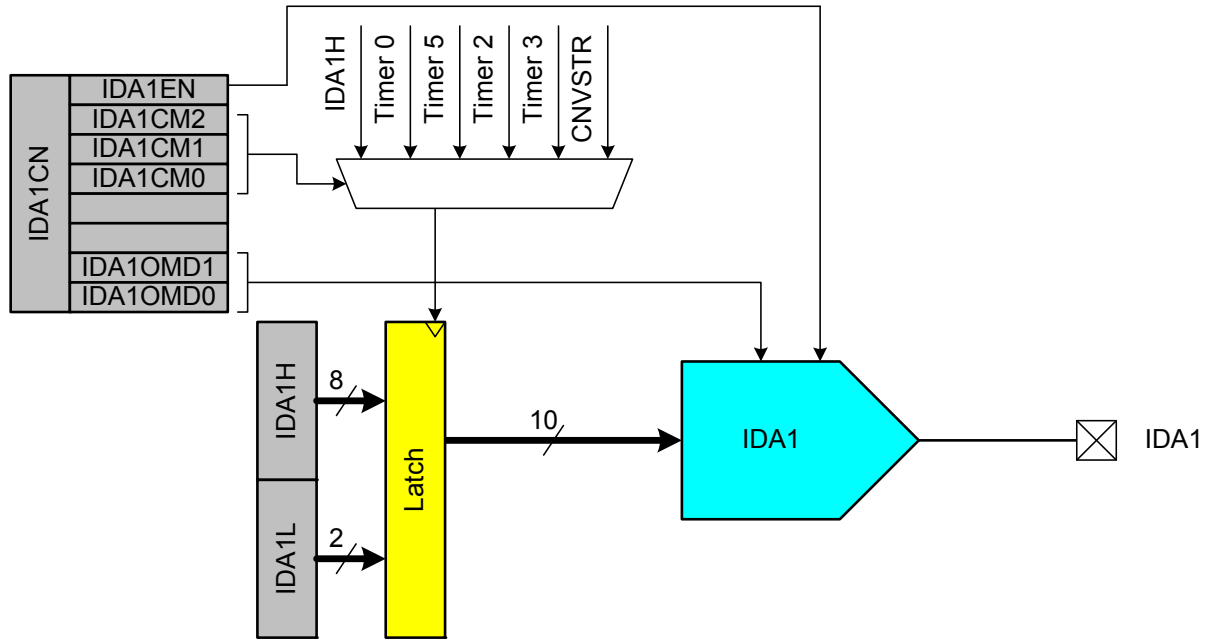 IDA1CN
IDA1EN
IDA1CM2
IDA1CM1
IDA1CM0
IDA1OMD1
IDA1OMD0
IDA1H
Timer 0
Timer 5
Timer 2
Timer 3
CNVSTR
IDA1H
8
IDA1L
2
Latch
10
IDA1
IDA1